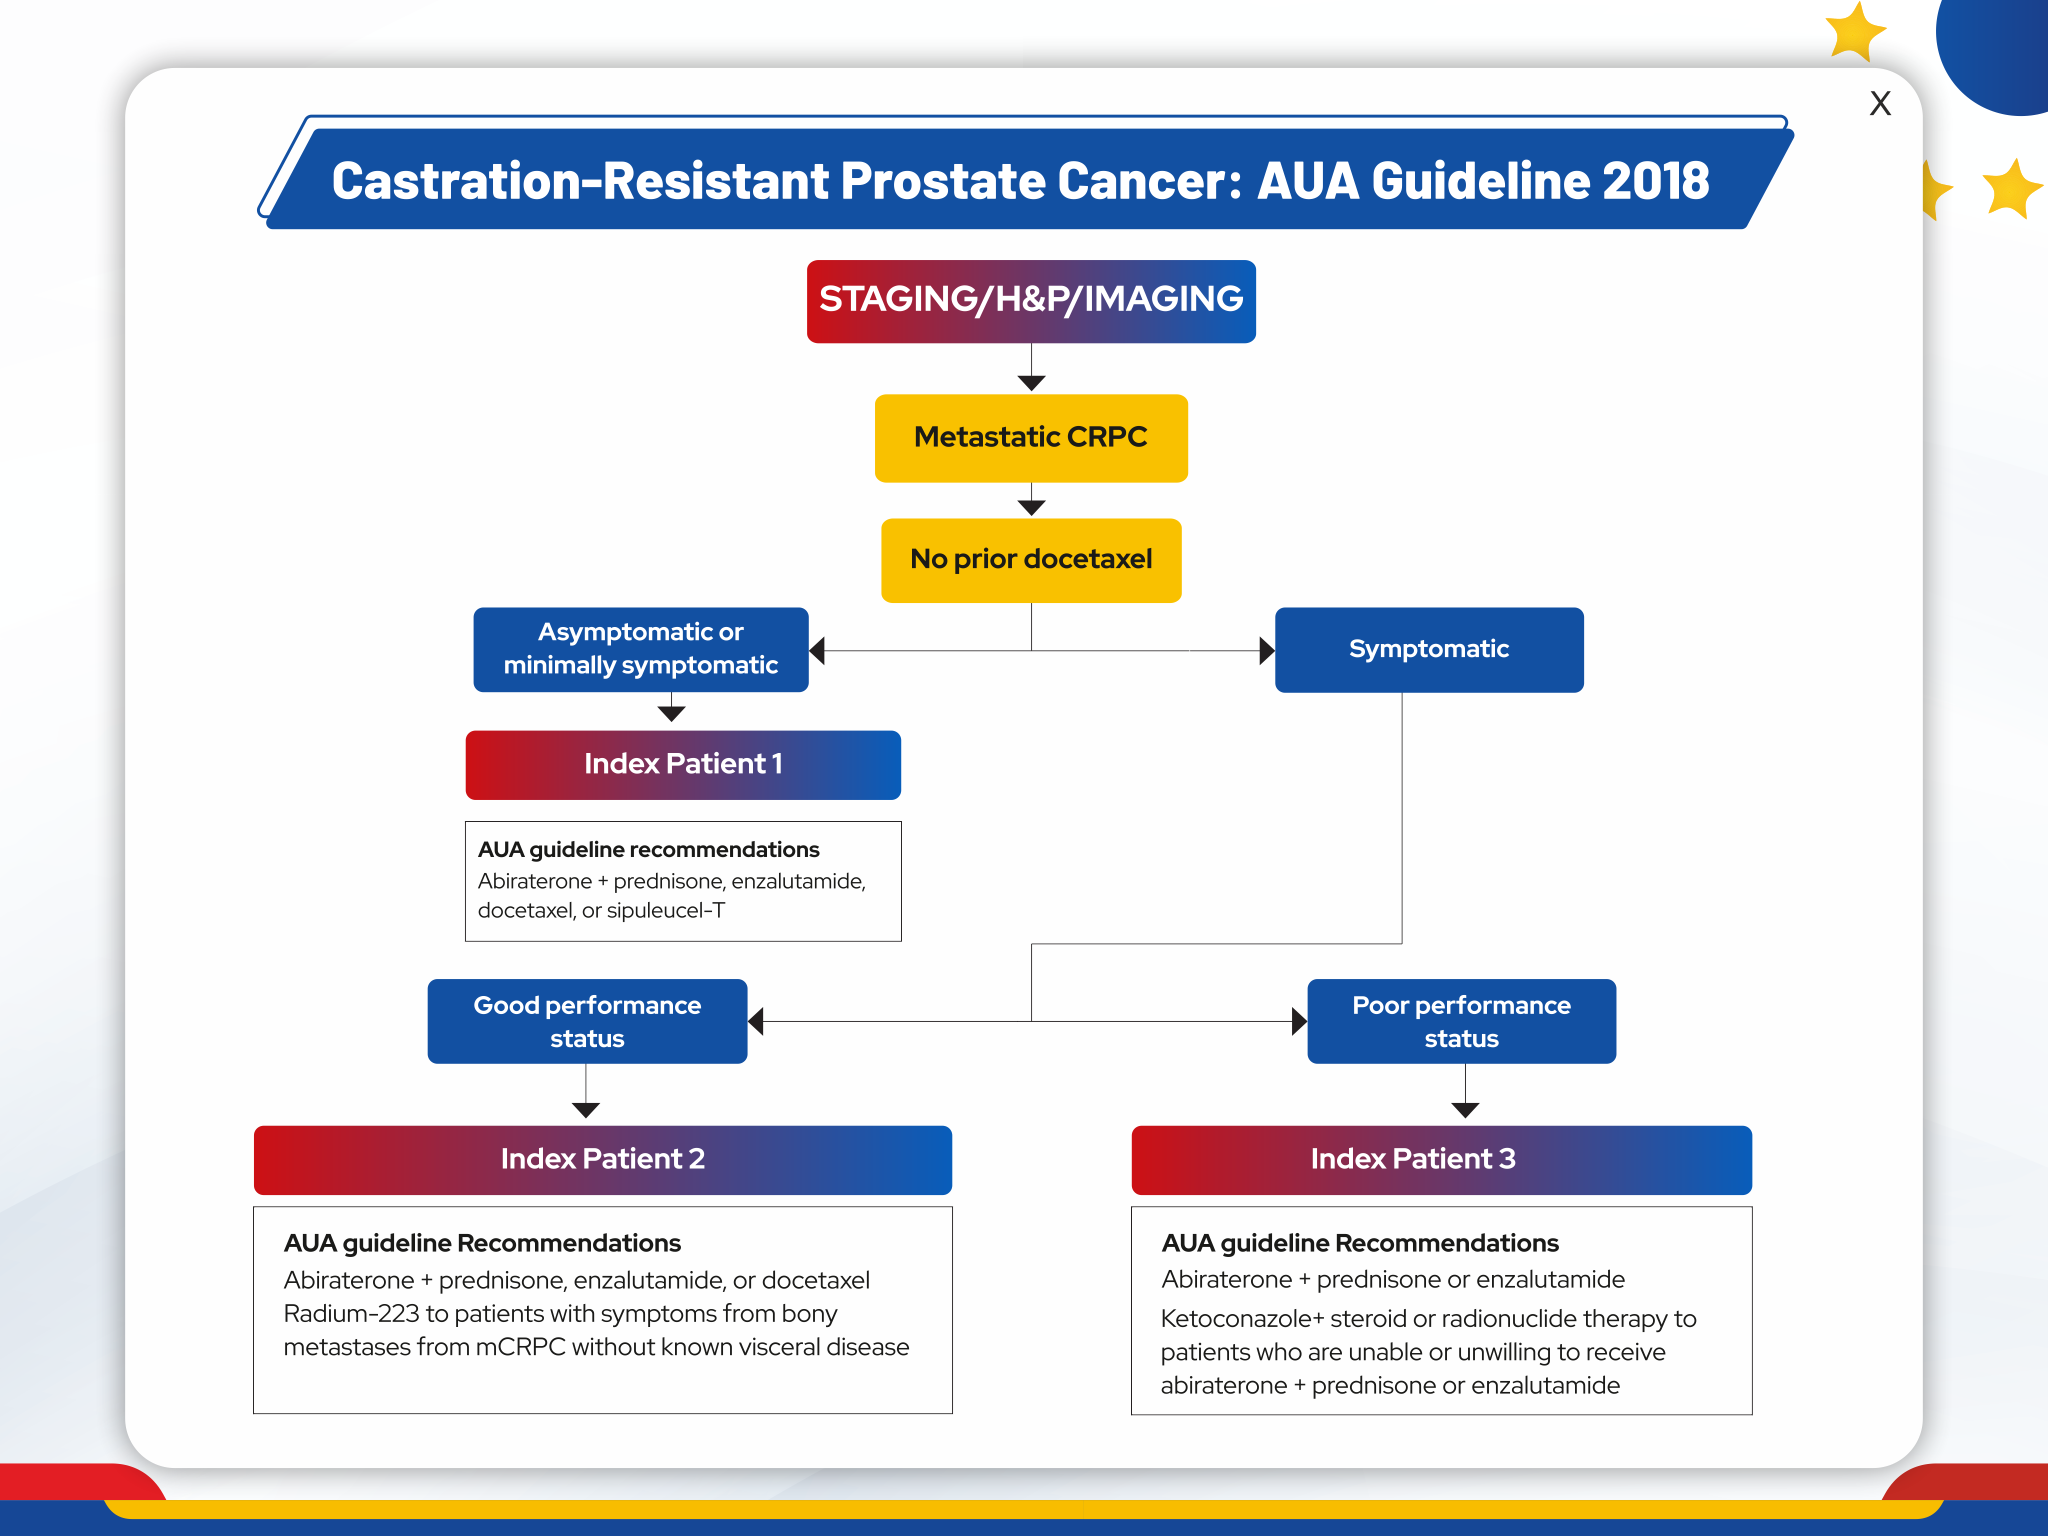 X
Castration-Resistant Prostate Cancer: AUA Guideline 2018
STAGING/H&P/IMAGING
Metastatic CRPC
No prior docetaxel
Asymptomatic or
minimally symptomatic
Symptomatic
Index Patient 1
AUA guideline recommendations
Abiraterone + prednisone, enzalutamide,
docetaxel, or sipuleucel-T
Good performance
status
Poor performance
status
Index Patient 2
AUA guideline Recommendations
Abiraterone + prednisone, enzalutamide, or docetaxel
Radium-223 to patients with symptoms from bony
metastases from mCRPC without known visceral disease
Index Patient 3
AUA guideline Recommendations
Abiraterone + prednisone or enzalutamide
Ketoconazole+ steroid or radionuclide therapy to
patients who are unable or unwilling to receive
abiraterone + prednisone or enzalutamide